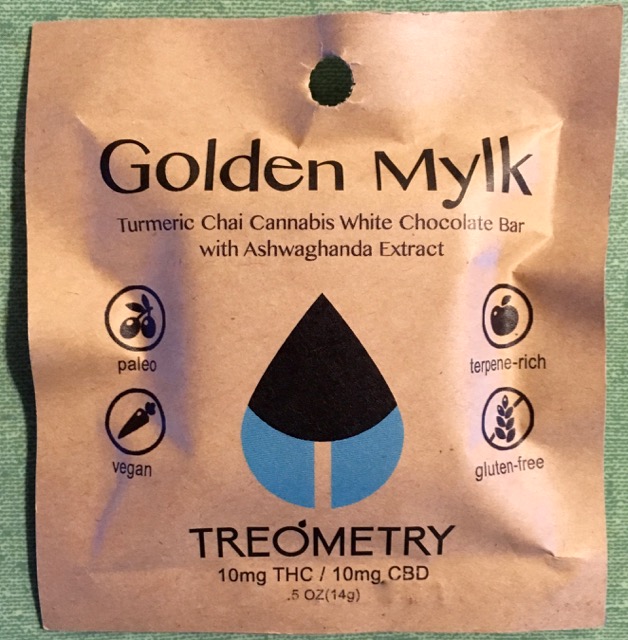 Golden Mylk
Turmeric Chai Cannabis White Chocolate Bar
with Ashwaghanda Extract
paleo
terpene-rich
vegan
gluten-free
TREÓMETRY
10mg THC / 10mg CBD
.5 OZ(14g)